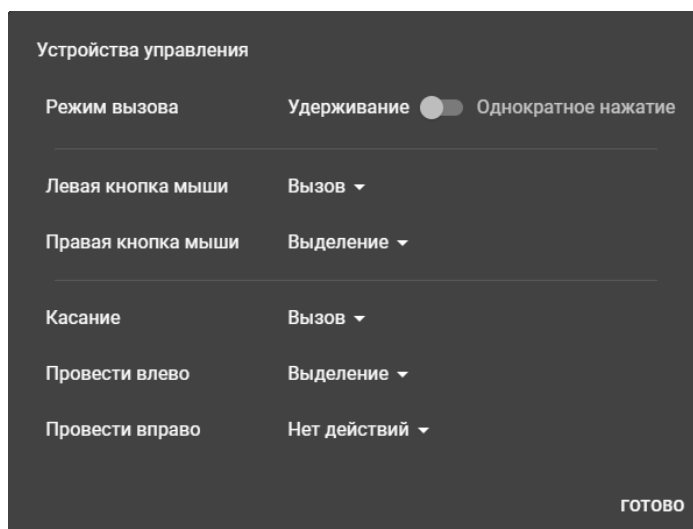 Устройства управления
Режим вызова Удерживание Однократное нажатие
Левая кнопка мыши Вызов
Правая кнопка мыши Выделение
Касание Вызов
Провести влево Выделение
Провести вправо Нет действий
ГОТОВО